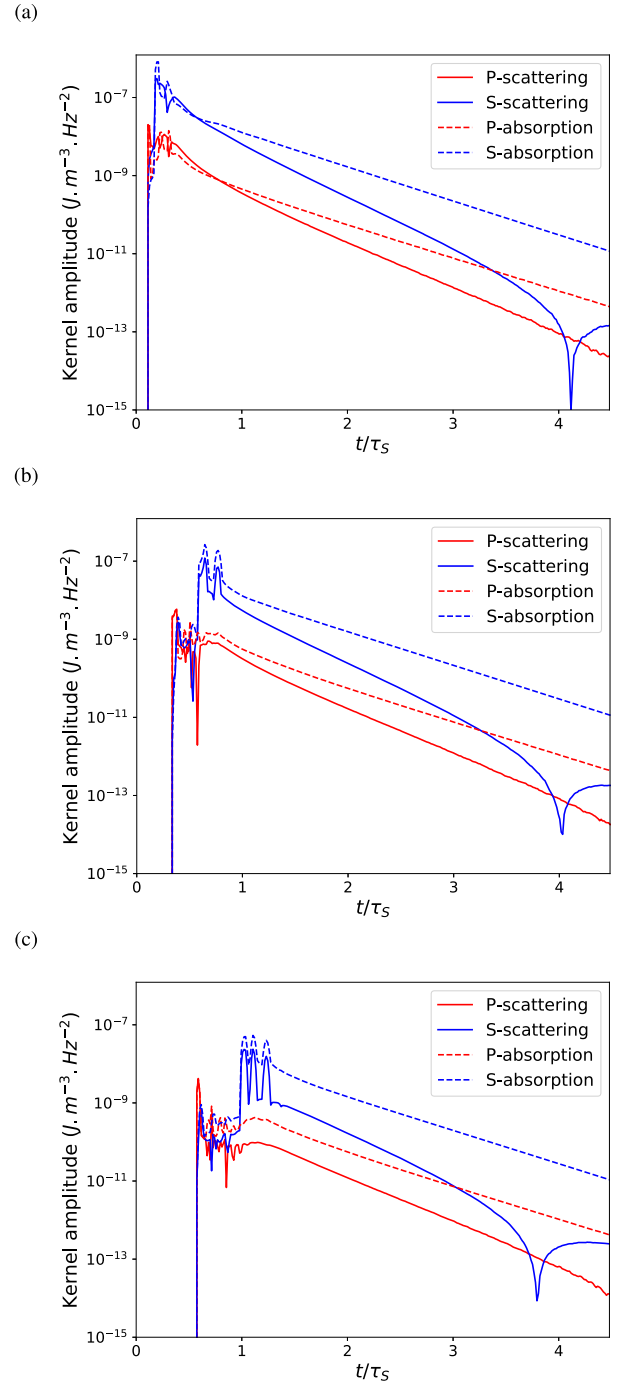 (a)
Kernel amplitude (J.m⁻³.Hz⁻²)
10⁻⁷
10⁻⁹
10⁻¹¹
10⁻¹³
10⁻¹⁵
P-scattering
S-scattering
P-absorption
S-absorption
0 1 2 3 4
t/τ_S
(b)
Kernel amplitude (J.m⁻³.Hz⁻²)
10⁻⁷
10⁻⁹
10⁻¹¹
10⁻¹³
10⁻¹⁵
P-scattering
S-scattering
P-absorption
S-absorption
0 1 2 3 4
t/τ_S
(c)
Kernel amplitude (J.m⁻³.Hz⁻²)
10⁻⁷
10⁻⁹
10⁻¹¹
10⁻¹³
10⁻¹⁵
P-scattering
S-scattering
P-absorption
S-absorption
0 1 2 3 4
t/τ_S